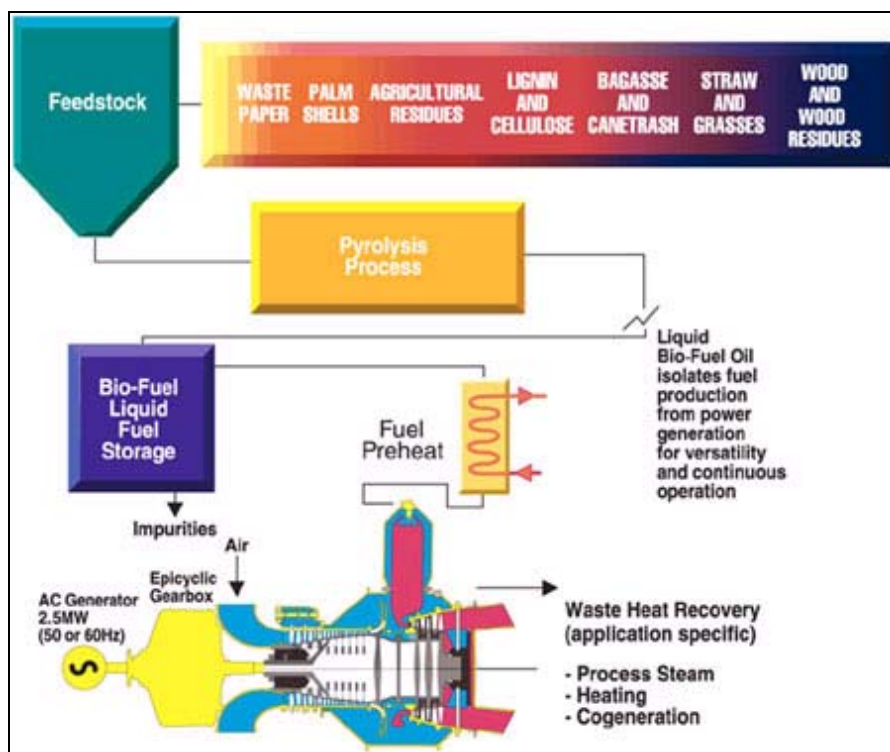 Feedstock
WASTE
PAPER
PALM
SHELLS
AGRICULTURAL
RESIDUES
LIGNIN
AND
CELLULOSE
BAGASSE
AND
CANETRASH
STRAW
AND
GRASSES
WOOD
AND
WOOD
RESIDUES
Pyrolysis
Process
Liquid
Bio-Fuel Oil
isolates fuel
production
from power
generation
for versatility
and continuous
operation
Bio-Fuel
Liquid
Fuel
Storage
Fuel
Preheat
Impurities
Air
Epicyclic
Gearbox
AC Generator
2.5MW
(50 or 60Hz)
Waste Heat Recovery
(application specific)
- Process Steam
- Heating
- Cogeneration